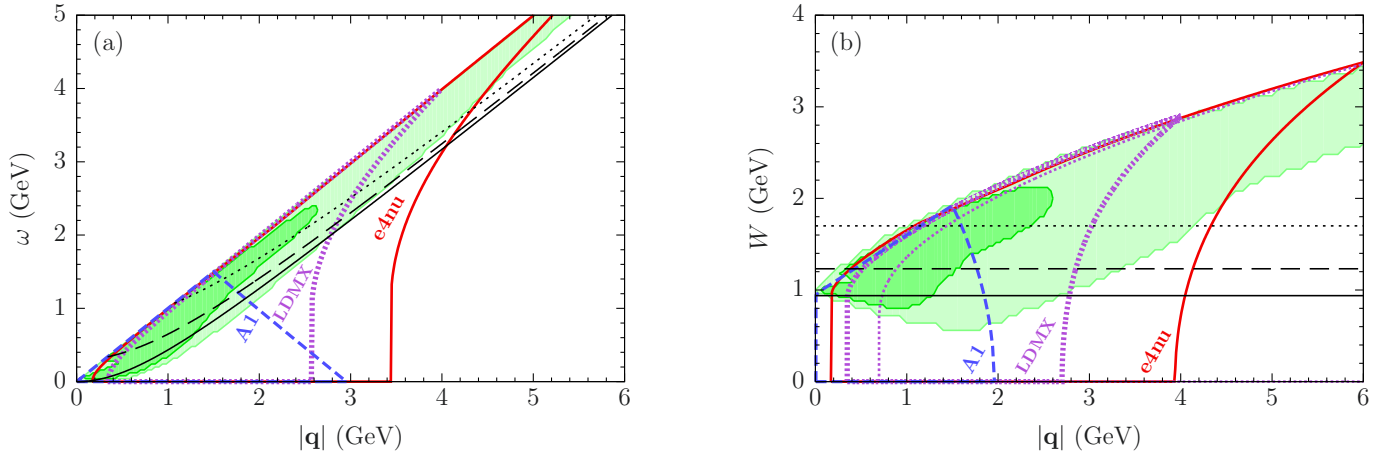 (a)
ω (GeV)
5
4
3
2
1
0
0 1 2 3 4 5 6
|q| (GeV)
A1
LDMX
e4nu
(b)
W (GeV)
4
3
2
1
0
0 1 2 3 4 5 6
|q| (GeV)
A1
LDMX
e4nu